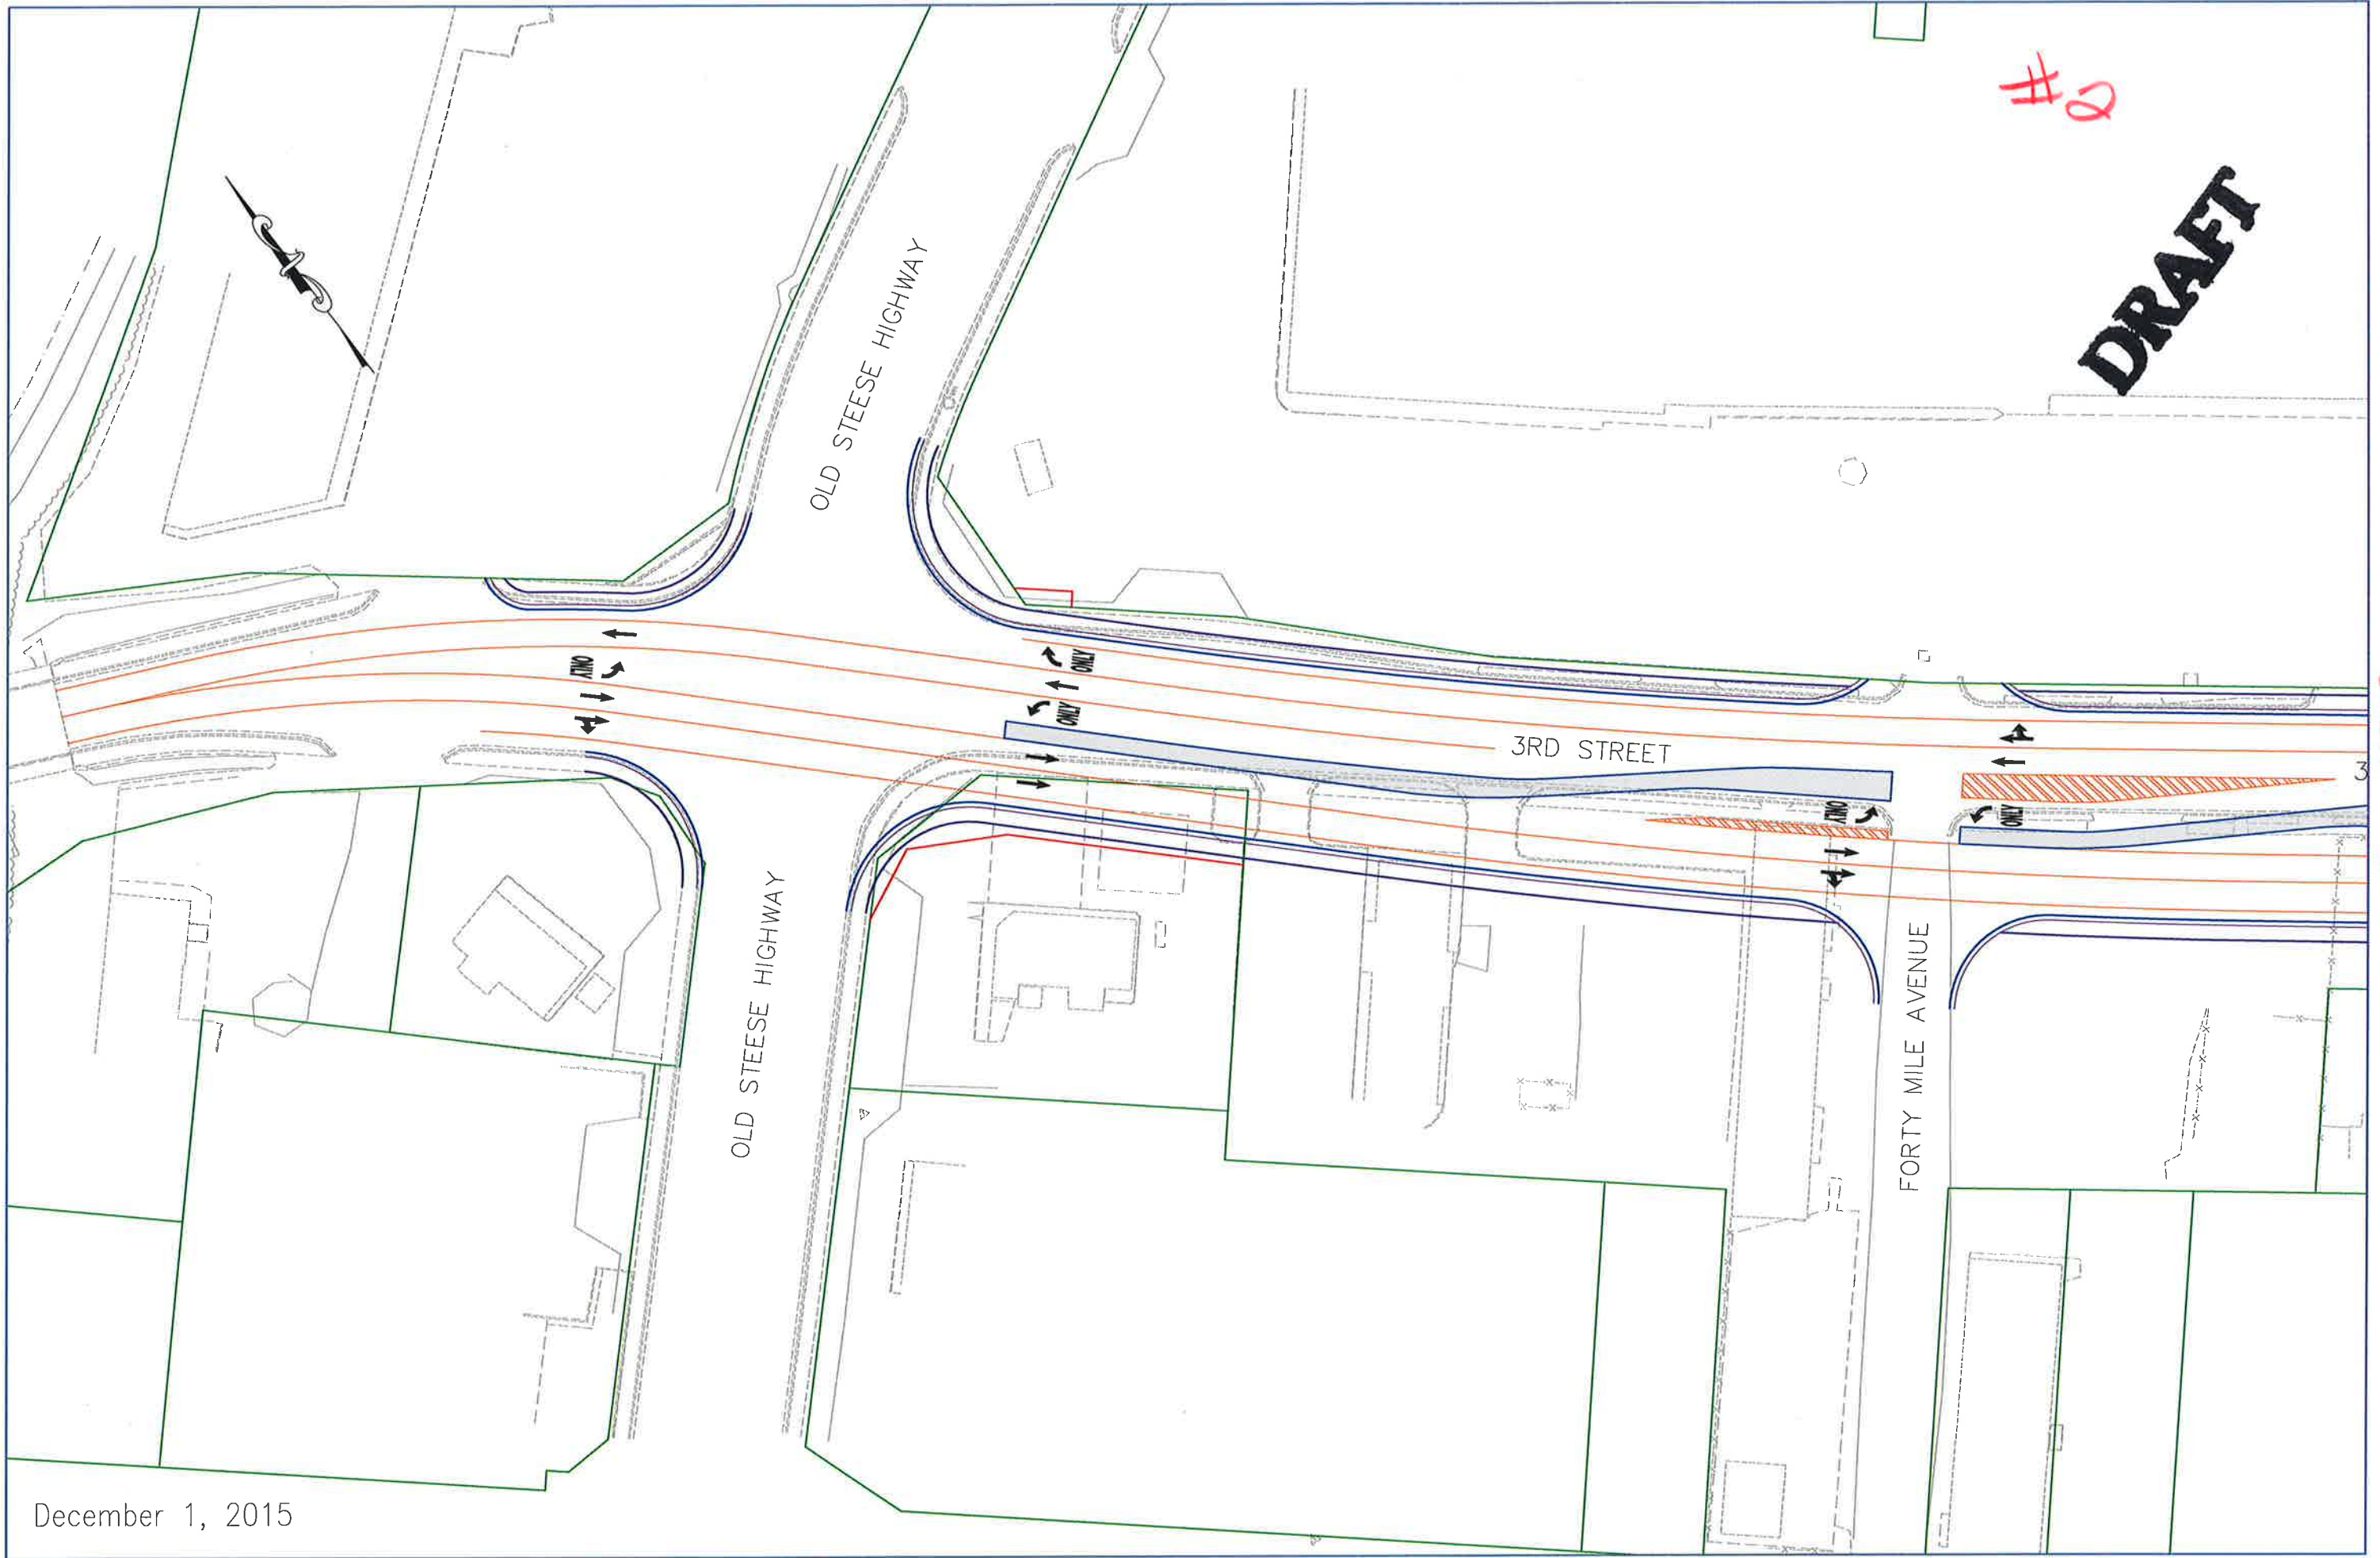 #2
DRAFT
OLD STEESE HIGHWAY
ONLY
ONLY
ONLY
3RD STREET
3
ONLY
ONLY
OLD STEESE HIGHWAY
FORTY MILE AVENUE
December 1, 2015